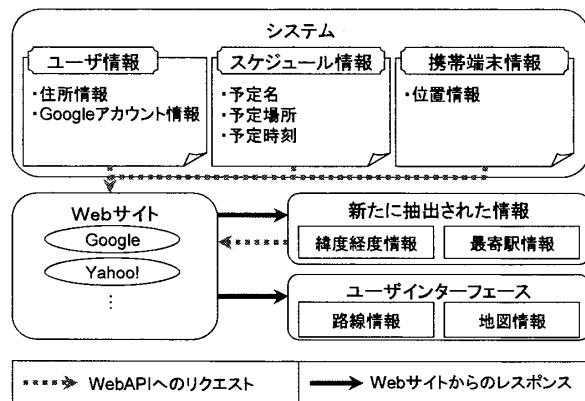 システム
ユーザ情報
・住所情報
・Googleアカウント情報
スケジュール情報
・予定名
・予定場所
・予定時刻
携帯端末情報
・位置情報
Webサイト
Google
Yahoo!
⋮
新たに抽出された情報
緯度経度情報
最寄駅情報
ユーザインターフェース
路線情報
地図情報
WebAPIへのリクエスト
Webサイトからのレスポンス